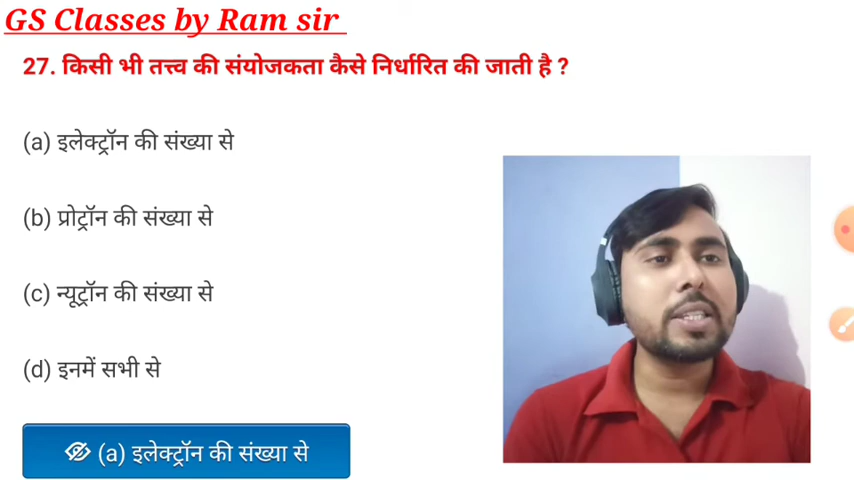 GS Classes by Ram sir
27. किसी भी तत्त्व की संयोजकता कैसे निर्धारित की जाती है ?
(a) इलेक्ट्रॉन की संख्या से
(b) प्रोट्रॉन की संख्या से
(c) न्यूट्रॉन की संख्या से
(d) इनमें सभी से
(a) इलेक्ट्रॉन की संख्या से